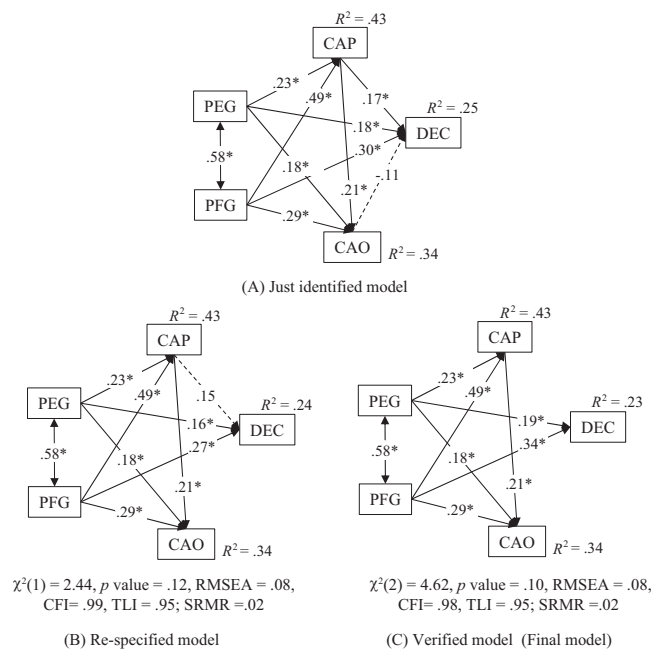 R² = .43
CAP
.23*
.49*
.17*
R² = .25
PEG
DEC
.18*
.30*
.58*
.18*
-.11
.21*
PFG
.29*
CAO
R² = .34
(A) Just identified model
R² = .43
CAP
.23*
.49*
.15
R² = .24
PEG
.16*
DEC
.27*
.58*
.18*
.21*
PFG
.29*
CAO
R² = .34
χ²(1) = 2.44, p value = .12, RMSEA = .08,
CFI= .99, TLI = .95; SRMR =.02
(B) Re-specified model
R² = .43
CAP
.23*
.49*
R² = .23
PEG
.19*
DEC
.34*
.58*
.18*
.21*
PFG
.29*
CAO
R² = .34
χ²(2) = 4.62, p value = .10, RMSEA = .08,
CFI= .98, TLI = .95; SRMR =.02
(C) Verified model (Final model)